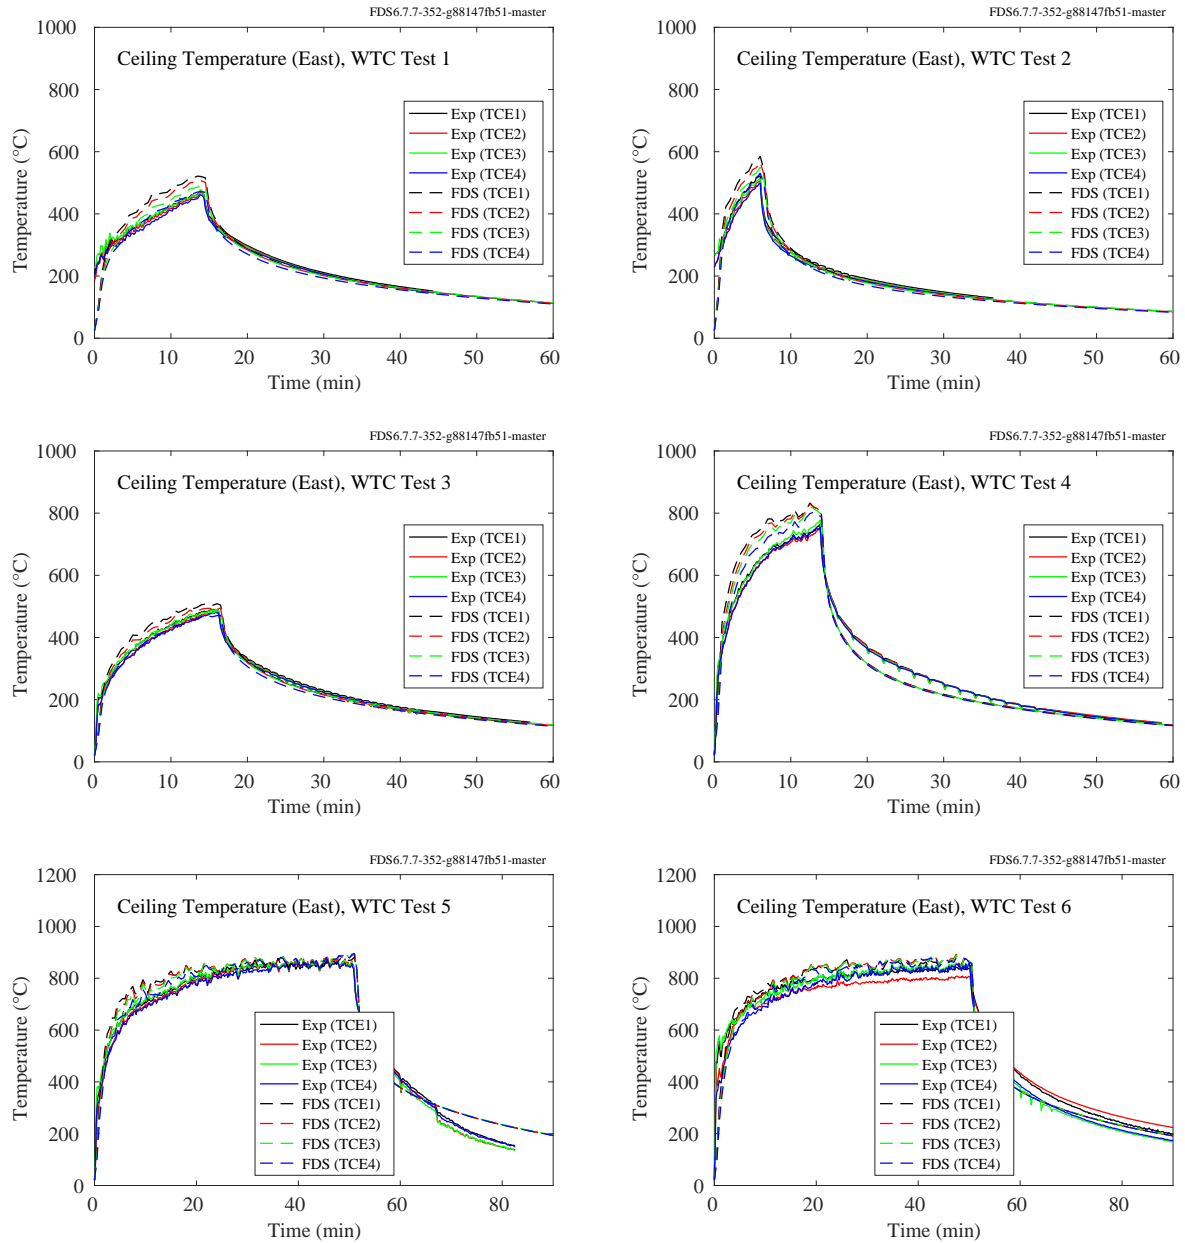 FDS6.7.7-352-g88147fb51-master
Ceiling Temperature (East), WTC Test 1
Temperature (°C)
1000
800
600
400
200
0
Exp (TCE1)
Exp (TCE2)
Exp (TCE3)
Exp (TCE4)
FDS (TCE1)
FDS (TCE2)
FDS (TCE3)
FDS (TCE4)
0 10 20 30 40 50 60
Time (min)
FDS6.7.7-352-g88147fb51-master
Ceiling Temperature (East), WTC Test 2
Temperature (°C)
1000
800
600
400
200
0
Exp (TCE1)
Exp (TCE2)
Exp (TCE3)
Exp (TCE4)
FDS (TCE1)
FDS (TCE2)
FDS (TCE3)
FDS (TCE4)
0 10 20 30 40 50 60
Time (min)
FDS6.7.7-352-g88147fb51-master
Ceiling Temperature (East), WTC Test 3
Temperature (°C)
1000
800
600
400
200
0
Exp (TCE1)
Exp (TCE2)
Exp (TCE3)
Exp (TCE4)
FDS (TCE1)
FDS (TCE2)
FDS (TCE3)
FDS (TCE4)
0 10 20 30 40 50 60
Time (min)
FDS6.7.7-352-g88147fb51-master
Ceiling Temperature (East), WTC Test 4
Temperature (°C)
1000
800
600
400
200
0
Exp (TCE1)
Exp (TCE2)
Exp (TCE3)
Exp (TCE4)
FDS (TCE1)
FDS (TCE2)
FDS (TCE3)
FDS (TCE4)
0 10 20 30 40 50 60
Time (min)
FDS6.7.7-352-g88147fb51-master
Ceiling Temperature (East), WTC Test 5
Temperature (°C)
1200
1000
800
600
400
200
0
Exp (TCE1)
Exp (TCE2)
Exp (TCE3)
Exp (TCE4)
FDS (TCE1)
FDS (TCE2)
FDS (TCE3)
FDS (TCE4)
0 20 40 60 80
Time (min)
FDS6.7.7-352-g88147fb51-master
Ceiling Temperature (East), WTC Test 6
Temperature (°C)
1200
1000
800
600
400
200
0
Exp (TCE1)
Exp (TCE2)
Exp (TCE3)
Exp (TCE4)
FDS (TCE1)
FDS (TCE2)
FDS (TCE3)
FDS (TCE4)
0 20 40 60 80
Time (min)